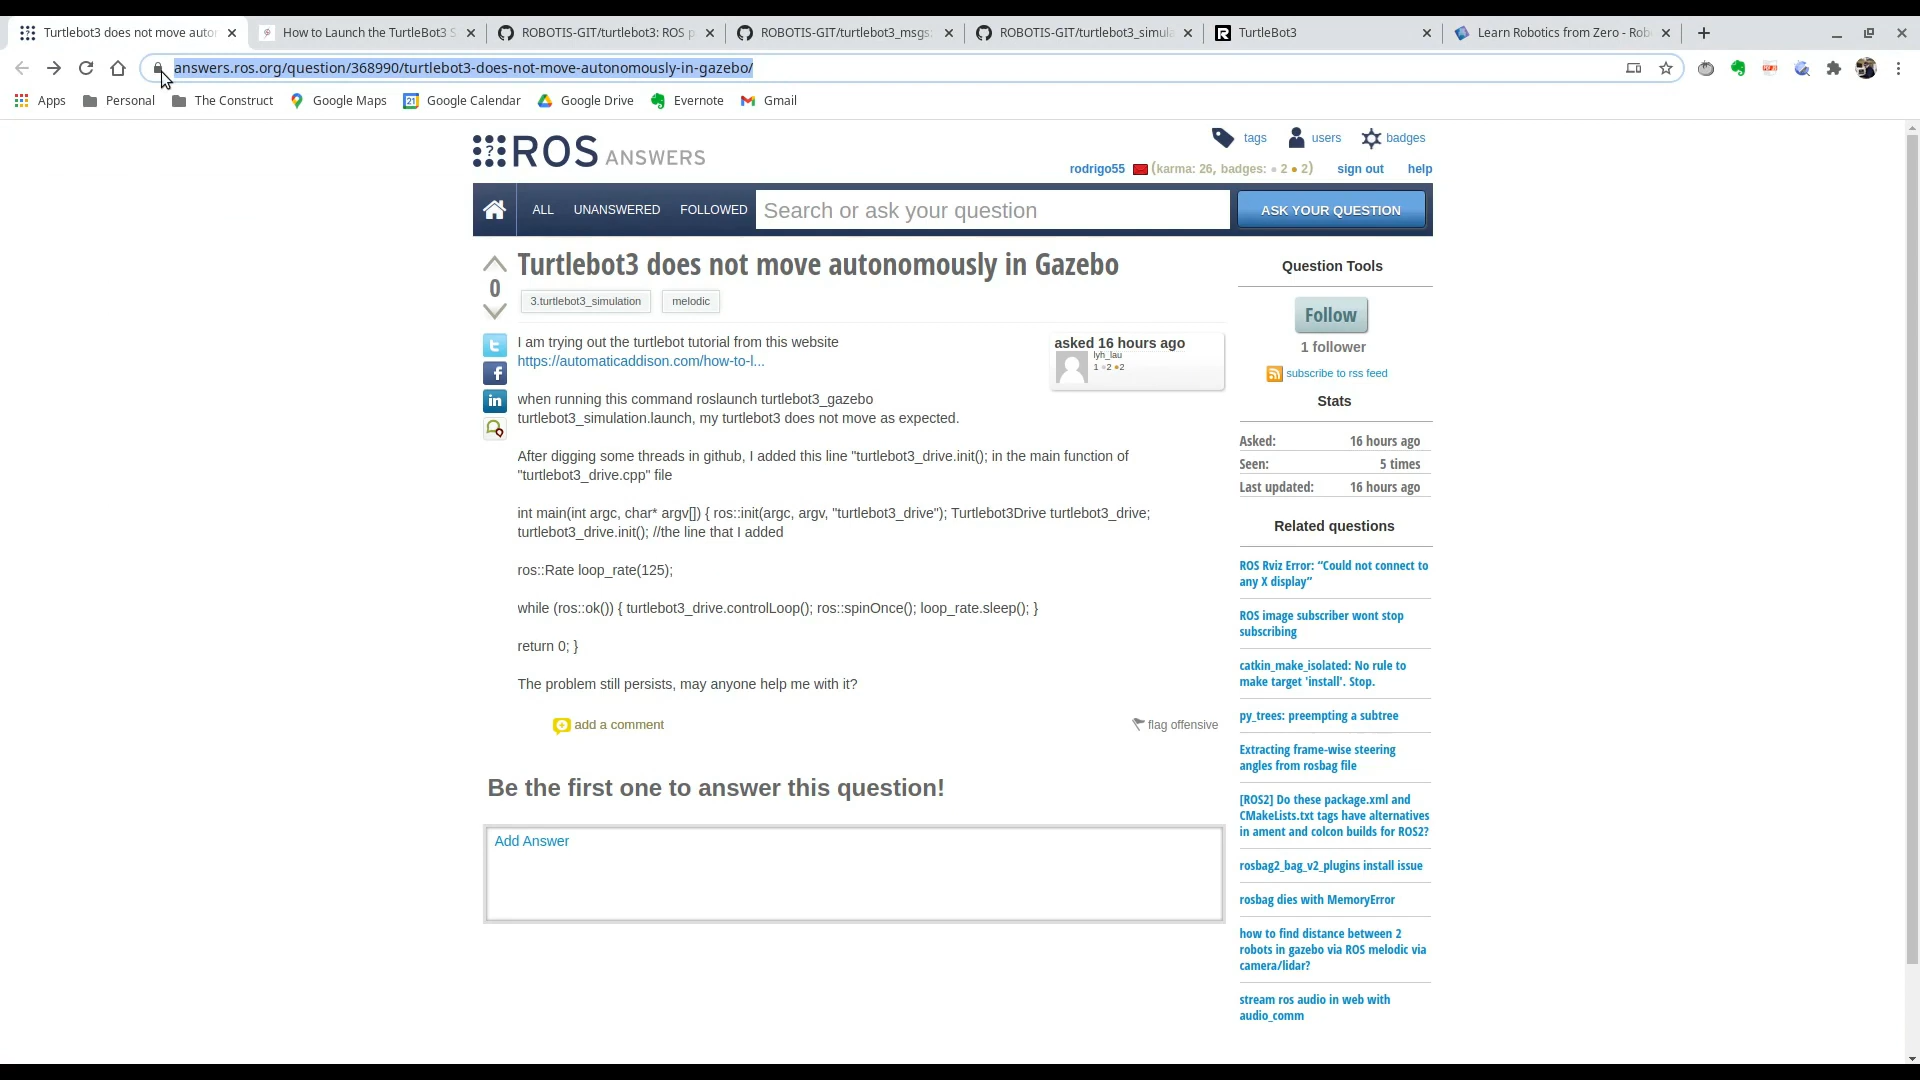 Turtlebot3 does not move auton
How to Launch the TurtleBot3 S
ROBOTIS-GIT/turtlebot3: ROS p
ROBOTIS-GIT/turtlebot3_msgs:
ROBOTIS-GIT/turtlebot3_simula
TurtleBot3
Learn Robotics from Zero - Rob
answers.ros.org/question/368990/turtlebot3-does-not-move-autonomously-in-gazebo/
Apps
Personal
The Construct
Google Maps
Google Calendar
Google Drive
Evernote
Gmail
ROS ANSWERS
tags
users
badges
rodrigo55
(karma: 26, badges: ● 2 ● 2)
sign out
help
ALL
UNANSWERED
FOLLOWED
Search or ask your question
ASK YOUR QUESTION
0
Turtlebot3 does not move autonomously in Gazebo
3.turtlebot3_simulation
melodic
I am trying out the turtlebot tutorial from this website
https://automaticaddison.com/how-to-l...
asked 16 hours ago
lyh_lau
1 ●2 ●2
when running this command roslaunch turtlebot3_gazebo
turtlebot3_simulation.launch, my turtlebot3 does not move as expected.
After digging some threads in github, I added this line "turtlebot3_drive.init(); in the main function of
"turtlebot3_drive.cpp" file
int main(int argc, char* argv[]) { ros::init(argc, argv, "turtlebot3_drive"); Turtlebot3Drive turtlebot3_drive;
turtlebot3_drive.init(); //the line that I added
ros::Rate loop_rate(125);
while (ros::ok()) { turtlebot3_drive.controlLoop(); ros::spinOnce(); loop_rate.sleep(); }
return 0; }
The problem still persists, may anyone help me with it?
add a comment
flag offensive
Be the first one to answer this question!
Add Answer
Question Tools
Follow
1 follower
subscribe to rss feed
Stats
Asked: 16 hours ago
Seen: 5 times
Last updated: 16 hours ago
Related questions
ROS Rviz Error: “Could not connect to
any X display”
ROS image subscriber wont stop
subscribing
catkin_make_isolated: No rule to
make target 'install'. Stop.
py_trees: preempting a subtree
Extracting frame-wise steering
angles from rosbag file
[ROS2] Do these package.xml and
CMakeLists.txt tags have alternatives
in ament and colcon builds for ROS2?
rosbag2_bag_v2_plugins install issue
rosbag dies with MemoryError
how to find distance between 2
robots in gazebo via ROS melodic via
camera/lidar?
stream ros audio in web with
audio_comm